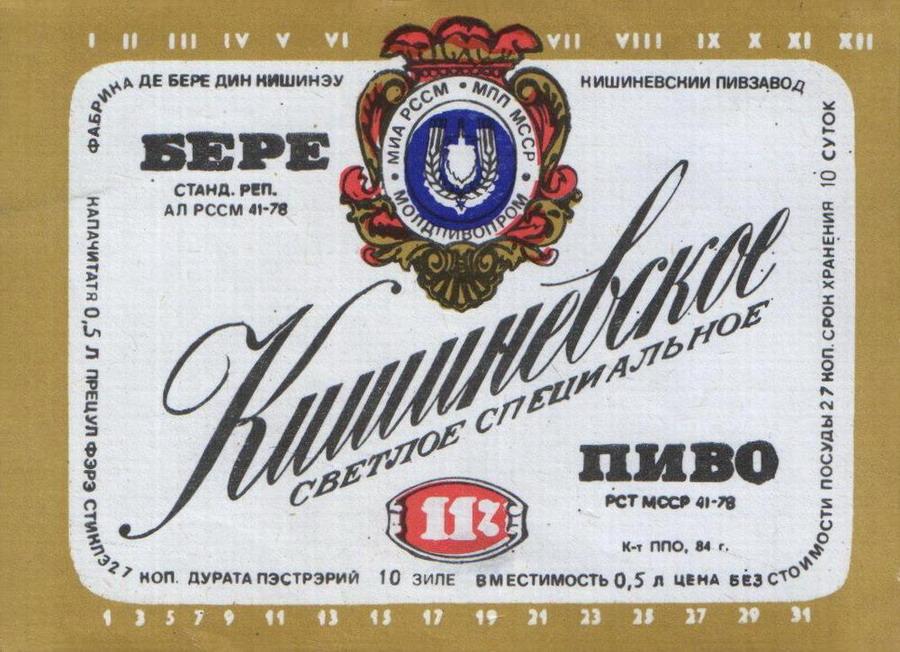 I II III IV V VI VII VIII IX X XI XII
ФАБРИКА ДЕ БЕРЕ ДИН КИШИНЭУ
КИШИНЕВСКИЙ ПИВЗАВОД
МИА РССМ • МПП МССР •
МОЛДПИВОПРОМ •
БЕРЕ
СТАНД. РЕП.
АЛ РССМ 41-78
Кишиневское
СВЕТЛОЕ СПЕЦИАЛЬНОЕ
ПИВО
РСТ МССР 41-78
11%
К-т ППО, 84 г.
КАПАЧИТАТЯ 0,5 Л ПРЕЦУЛ ФЭРЭ СТИКЛЭ 27 КОП. ДУРАТА ПЭСТРЭРИЙ 10 ЗИЛЕ
ВМЕСТИМОСТЬ 0,5 л ЦЕНА БЕЗ СТОИМОСТИ ПОСУДЫ 27 КОП. СРОК ХРАНЕНИЯ 10 СУТОК
1 3 5 7 9 11 13 15 17 19 21 23 25 27 29 31